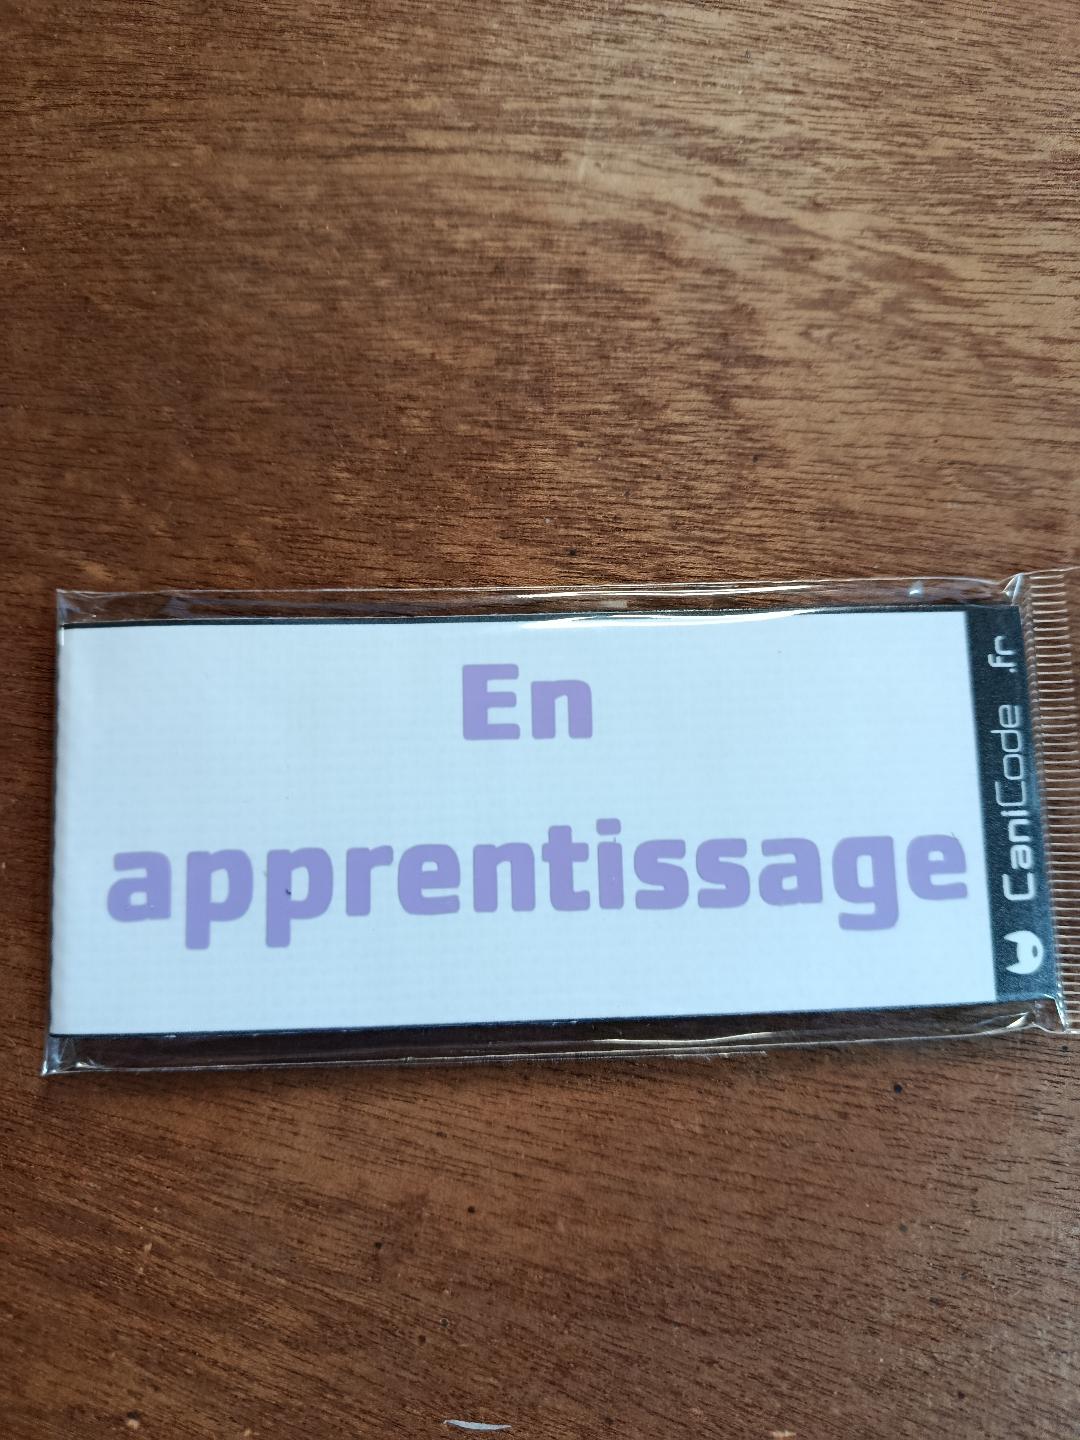 En
apprentissage
CaniCode .fr